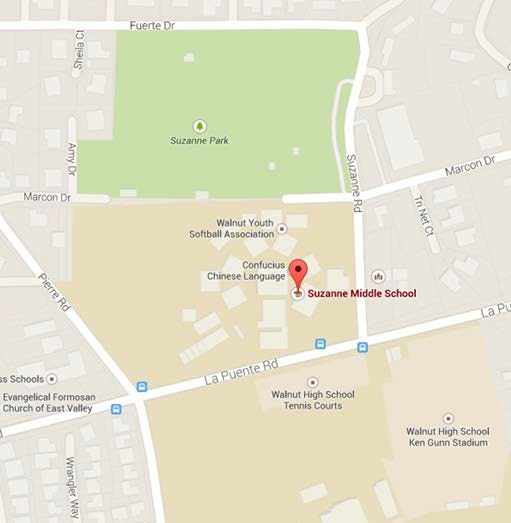 Fuerte Dr
Sheila Ct
Suzanne Park
Amy Dr
Suzanne Rd
Marcon Dr
Marcon Dr
Tri Net Ct
Walnut Youth
Softball Association
Confucius
Chinese Language
Suzanne Middle School
Pierre Rd
La Pu
La Puente Rd
ss Schools
Evangelical Formosan
Church of East Valley
Walnut High School
Tennis Courts
Walnut High School
Ken Gunn Stadium
Wrangler Way